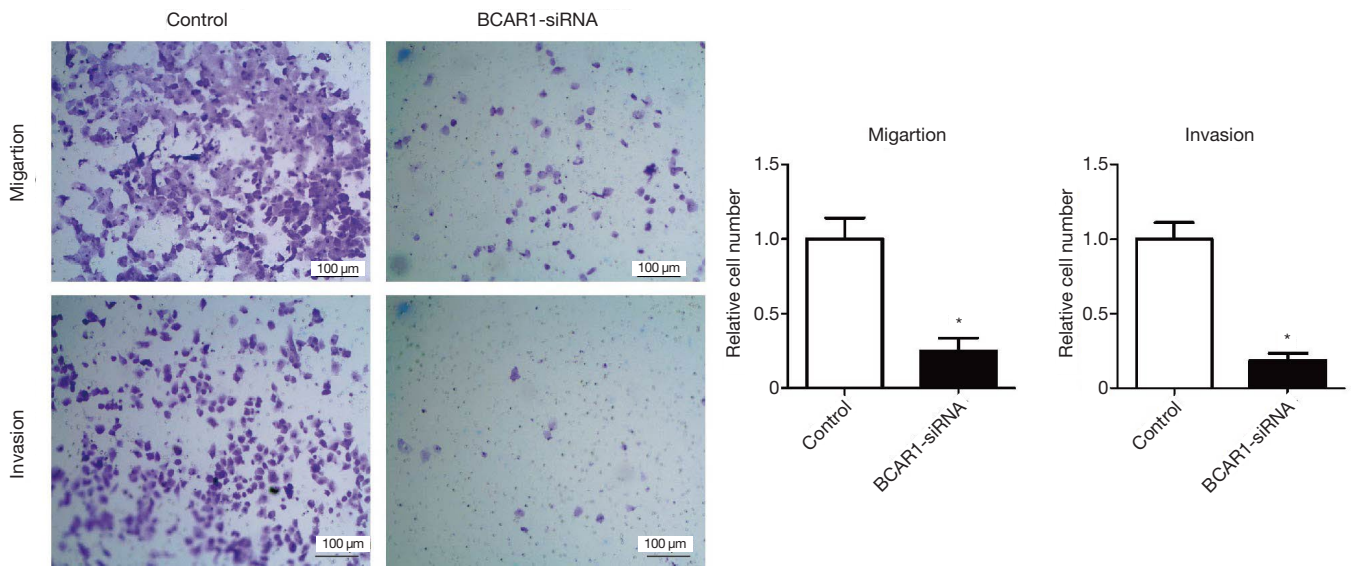 Control
BCAR1-siRNA
Migartion
100 μm
100 μm
Invasion
100 μm
100 μm
Migartion
Relative cell number
1.5
1.0
0.5
0
*
Control
BCAR1-siRNA
Invasion
Relative cell number
1.5
1.0
0.5
0
*
Control
BCAR1-siRNA